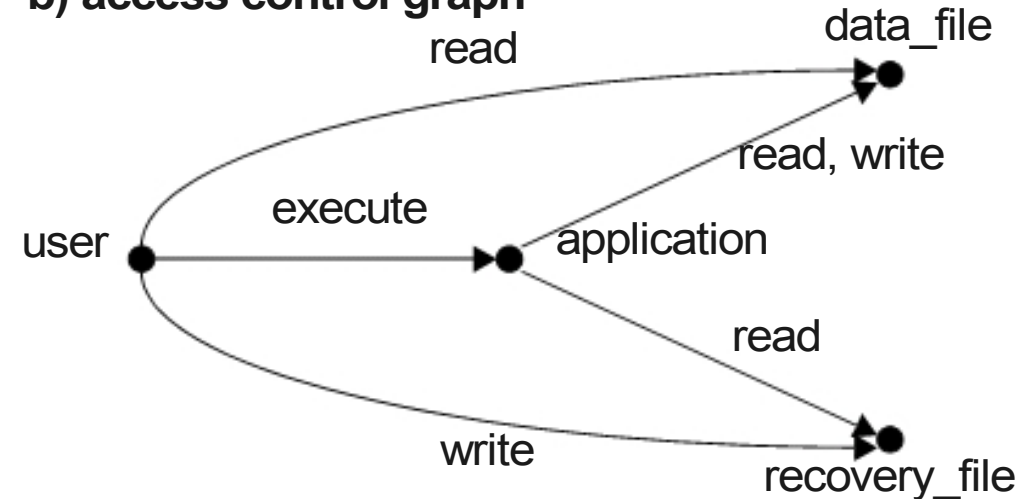 b) access control graph
data_file
read
read, write
execute
user
application
read
write
recovery_file